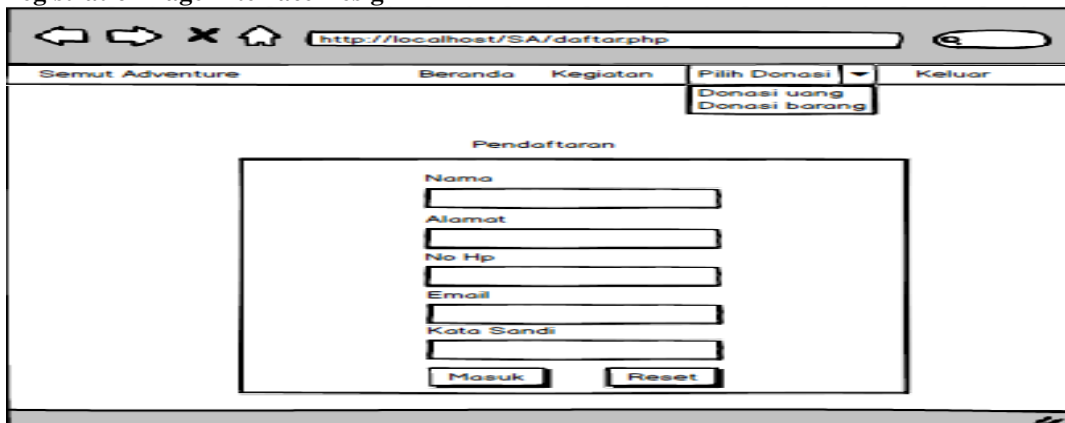 http://localhost/SA/daftar.php
Semut Adventure Beranda Kegiatan Pilih Donasi Keluar
Donasi uang
Donasi barang
Pendaftaran
Nama
Alamat
No Hp
Email
Kata Sandi
Masuk Reset